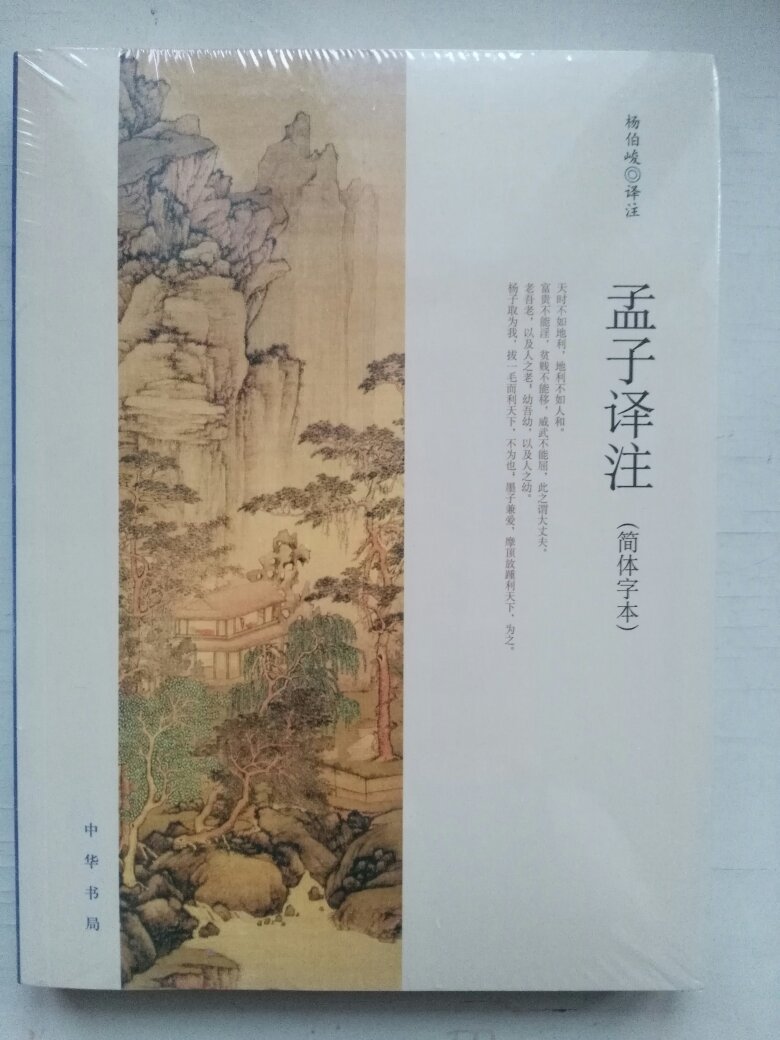 杨伯峻◎译注
孟子译注
(简体字本)
天时不如地利，地利不如人和。
富贵不能淫，贫贱不能移，威武不能屈，此之谓大丈夫。
老吾老，以及人之老，幼吾幼，以及人之幼。
杨子取为我，拔一毛而利天下，不为也，墨子兼爱，摩顶放踵利天下，为之。
中华书局